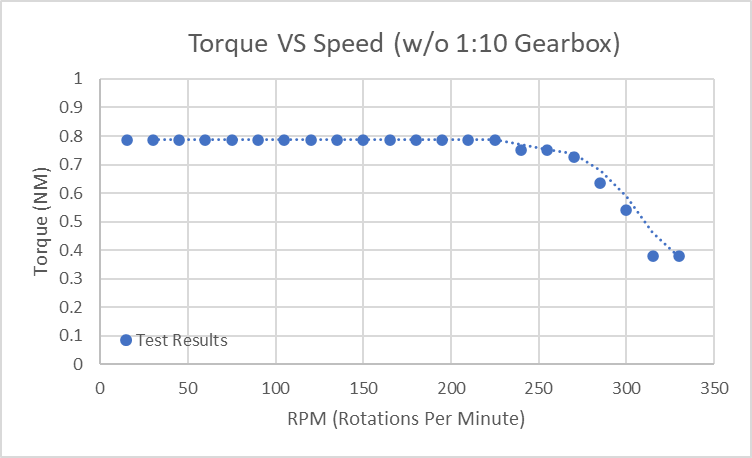 Torque VS Speed (w/o 1:10 Gearbox)
1
0.9
0.8
0.7
0.6
0.5
0.4
0.3
0.2
0.1
0
Torque (NM)
Test Results
0 50 100 150 200 250 300 350
RPM (Rotations Per Minute)